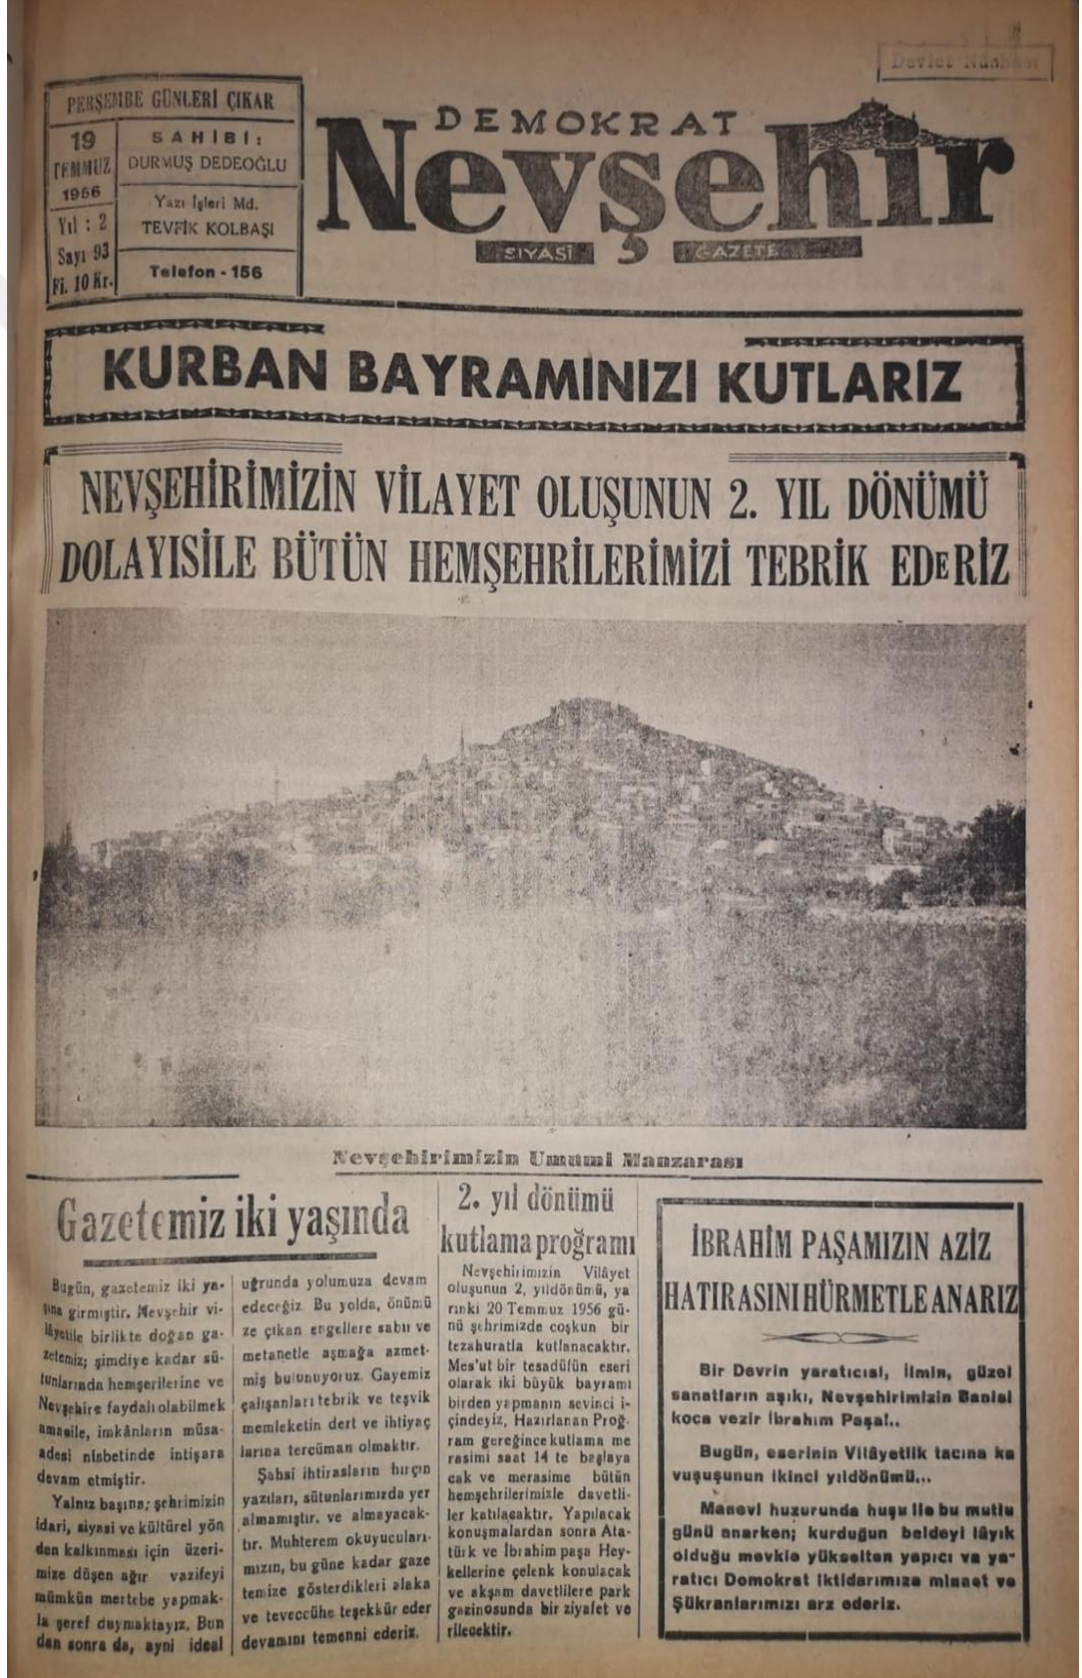 Devlet Nüshası
PERŞEMBE GÜNLERİ ÇIKAR
19
TEMMUZ
1956
Yıl : 2
Sayı 93
Fi. 10 Kr.
SAHİBİ:
DURMUŞ DEDEOĞLU
Yazı İşleri Md.
TEVFİK KOLBAŞI
Telefon - 156
DEMOKRAT
Nevşehir
SİYASİ GAZETE
KURBAN BAYRAMINIZI KUTLARIZ
NEVŞEHİRİMİZİN VİLAYET OLUŞUNUN 2. YIL DÖNÜMÜ
DOLAYISİLE BÜTÜN HEMŞEHRİLERİMİZİ TEBRİK EDeRİZ
Nevşehirimizin Umumi Manzarası
Gazetemiz iki yaşında
Bugün, gazetemiz iki ya-
şına girmiştir. Nevşehir vi-
lâyetile birlikte doğan ga-
zetemiz; şimdiye kadar sü-
tunlarında hemşerilerine ve
Nevşehire faydalı olabilmek
amacile, imkânların müsa-
adesi nisbetinde intişara
devam etmiştir.
Yalnız başına; şehrimizin
idari, siyasi ve kültürel yön
den kalkınması için üzeri-
mize düşen ağır vazifeyi
mümkün mertebe yapmak-
la şeref duymaktayız. Bun
dan sonra da, ayni ideal
uğrunda yolumuza devam
edeceğiz. Bu yolda, önümü
ze çıkan engellere sabır ve
metanetle aşmağa azmet-
miş bulunuyoruz. Gayemiz
çalışanları tebrik ve teşvik
memleketin dert ve ihtiyaç
larına tercüman olmaktır.
Şahsi ihtirasların hırçın
yazıları, sütunlarımızda yer
almamıştır. ve almayacak-
tır. Muhterem okuyucuları-
mızın, bu güne kadar gaze
temize gösterdikleri alaka
ve teveccühe teşekkür eder
devamını temenni ederiz.
2. yıl dönümü
kutlama proğramı
Nevşehirimizin Vilâyet
oluşunun 2, yıldönümü, ya
rınki 20 Temmuz 1956 gü-
nü şehrimizde coşkun bir
tezahuratla kutlanacaktır.
Mes'ut bir tesadüfün eseri
olarak iki büyük bayramı
birden yapmanın sevinci i-
çindeyiz, Hazırlanan Proğ-
ram gereğince kutlama me
rasimi saat 14 te başlaya
cak ve merasime bütün
hemşehrilerimizle davetli-
ler katılacaktır. Yapılacak
konuşmalardan sonra Ata-
türk ve İbrahim paşa Hey-
kellerine çelenk konulacak
ve akşam davetlilere park
gazinosunda bir ziyafet ve
rilecektir.
İBRAHİM PAŞAMIZIN AZİZ
HATIRASINI HÜRMETLE ANARIZ
Bir Devrin yaratıcısı, ilmin, güzel
sanatların aşıkı, Nevşehirimizin Banisi
koca vezir İbrahim Paşa!..
Bugün, eserinin Vilâyetlik tacına ka
vuşuşunun ikinci yıldönümü...
Manevi huzurunda huşu ile bu mutlu
günü anarken; kurduğun beldeyi lâyık
olduğu mevkie yükselten yapıcı ve ya-
ratıcı Demokrat iktidarımıza minnet ve
Şükranlarımızı arz ederiz.